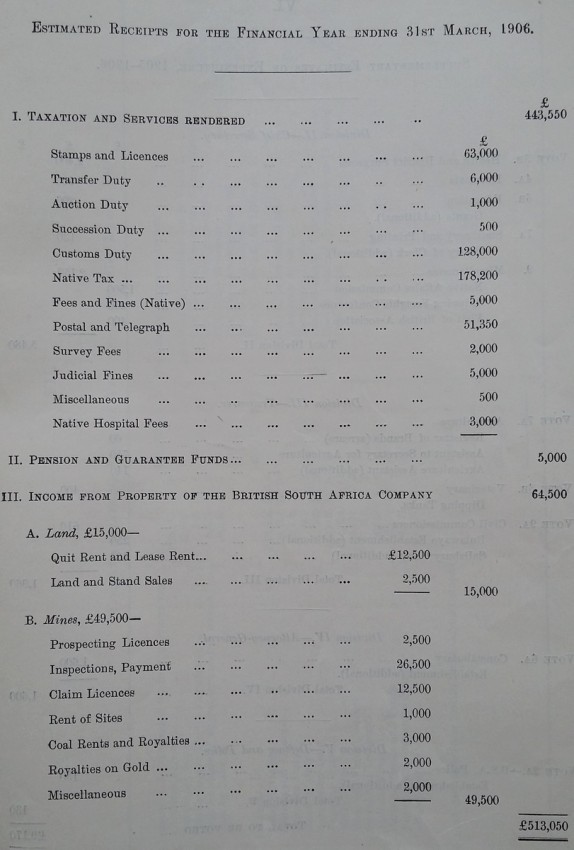 ESTIMATED RECEIPTS FOR THE FINANCIAL YEAR ENDING 31ST MARCH, 1906.
£
I. TAXATION AND SERVICES RENDERED ... ... ... ... .. 443,550
£
Stamps and Licences ... ... ... ... ... ... ... 63,000
Transfer Duty .. .. ... ... ... ... .. ... 6,000
Auction Duty ... ... ... ... ... ... .. ... 1,000
Succession Duty ... ... ... ... ... ... ... ... 500
Customs Duty ... ... ... ... ... ... ... ... 128,000
Native Tax ... ... ... ... ... ... ... .. ... 178,200
Fees and Fines (Native) ... ... ... ... ... ... ... 5,000
Postal and Telegraph ... ... ... ... ... ... ... 51,350
Survey Fees ... ... ... ... ... ... ... ... 2,000
Judicial Fines ... ... ... ... ... ... ... ... 5,000
Miscellaneous ... ... ... ... ... ... ... ... 500
Native Hospital Fees ... ... ... ... ... ... ... 3,000
II. PENSION AND GUARANTEE FUNDS... ... ... ... ... ... 5,000
III. INCOME FROM PROPERTY OF THE BRITISH SOUTH AFRICA COMPANY 64,500
A. Land, £15,000—
Quit Rent and Lease Rent... ... ... ... ... £12,500
Land and Stand Sales ... ... ... ... ... 2,500
15,000
B. Mines, £49,500—
Prospecting Licences ... ... ... ... ... 2,500
Inspections, Payment ... ... ... ... ... 26,500
Claim Licences ... ... ... .. ... ... 12,500
Rent of Sites ... ... ... ... ... ... 1,000
Coal Rents and Royalties ... ... ... ... ... 3,000
Royalties on Gold ... ... ... ... ... ... 2,000
Miscellaneous ... ... ... ... ... ... 2,000
49,500
£513,050